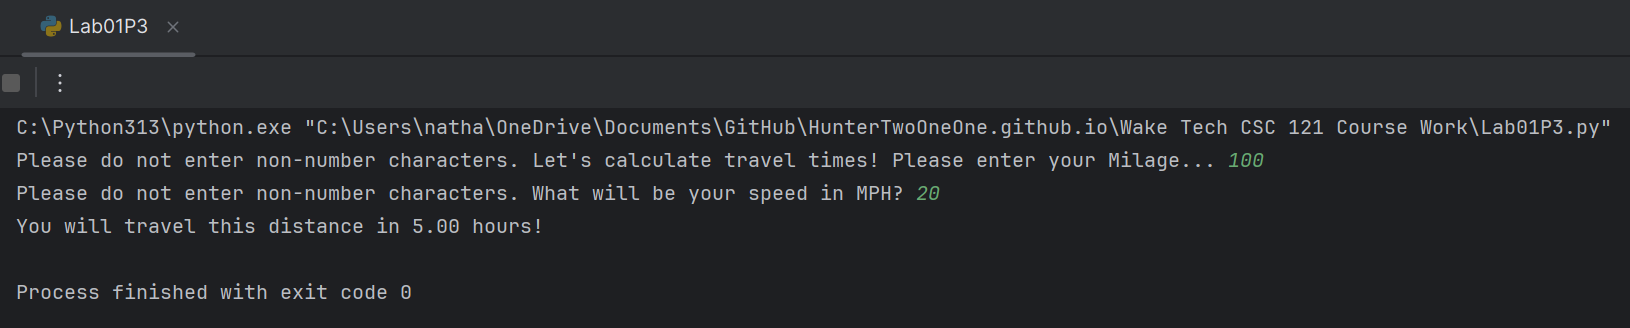 Lab01P3
C:\Python313\python.exe "C:\Users\natha\OneDrive\Documents\GitHub\HunterTwoOneOne.github.io\Wake Tech CSC 121 Course Work\Lab01P3.py"
Please do not enter non-number characters. Let's calculate travel times! Please enter your Milage... 100
Please do not enter non-number characters. What will be your speed in MPH? 20
You will travel this distance in 5.00 hours!
Process finished with exit code 0